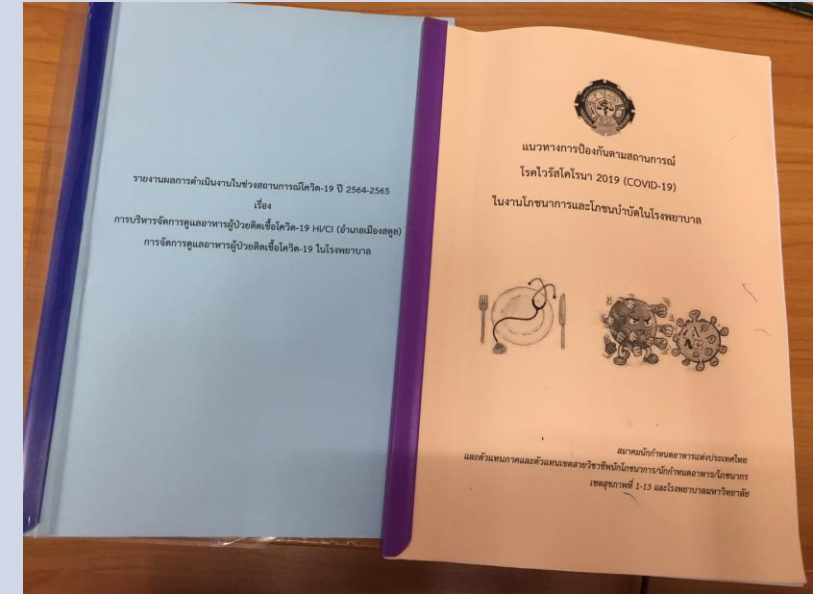 รายงานผลการดำเนินงานในช่วงสถานการณ์โควิด-19 ปี 2564-2565
เรื่อง
การบริหารจัดการดูแลอาหารผู้ป่วยติดเชื้อโควิด-19 HI/CI (อำเภอเมืองสตูล)
การจัดการดูแลอาหารผู้ป่วยติดเชื้อโควิด-19 ในโรงพยาบาล
แนวทางการป้องกันตามสถานการณ์
โรคไวรัสโคโรนา 2019 (COVID-19)
ในงานโภชนาการและโภชนบำบัดในโรงพยาบาล
สมาคมนักกำหนดอาหารแห่งประเทศไทย
และตัวแทนภาคและตัวแทนเขตสายวิชาชีพนักโภชนาการ/นักกำหนดอาหาร/โภชนากร
เขตสุขภาพที่ 1-13 และโรงพยาบาลมหาวิทยาลัย